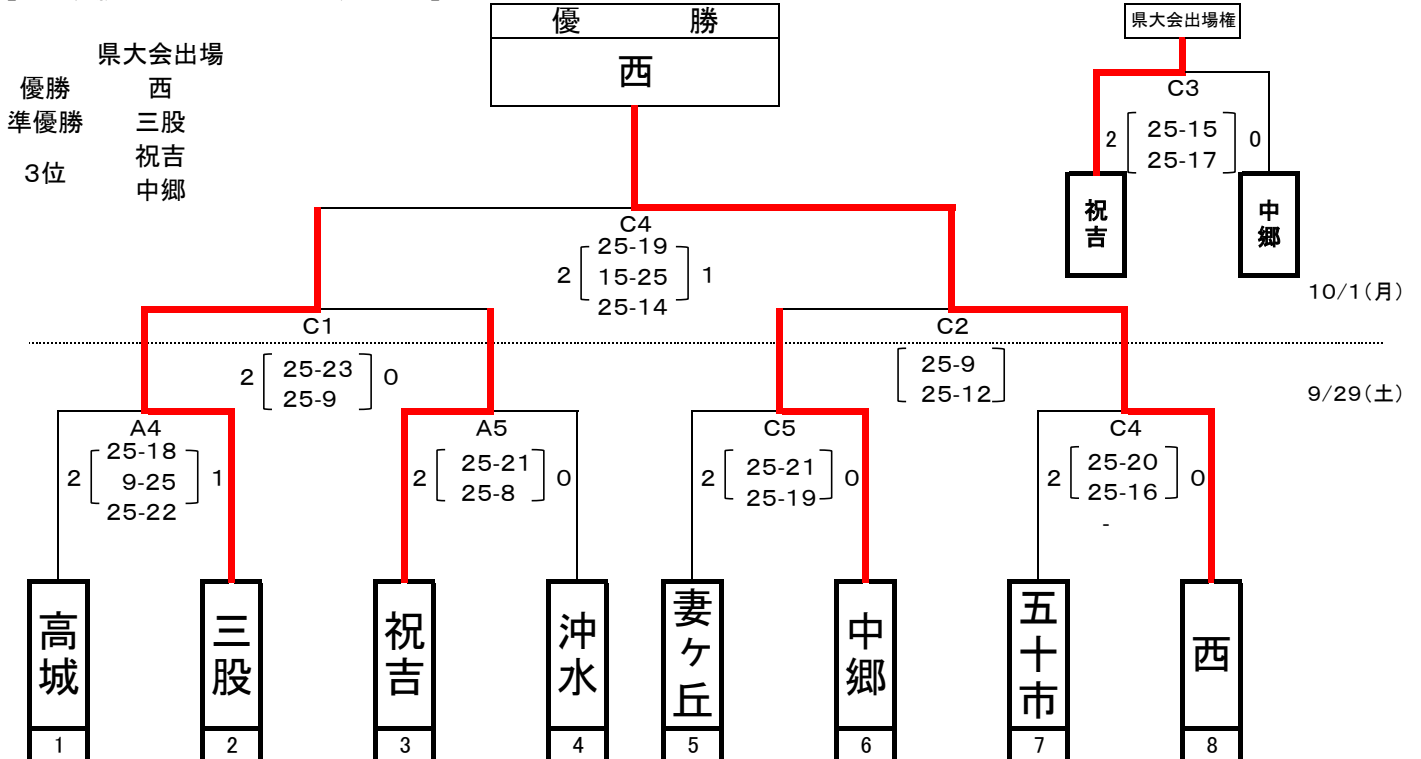 優　　　勝
西
県大会出場
優勝　西
準優勝　三股
3位　祝吉
中郷
県大会出場権
C3
2　25-15　0
25-17
祝吉　中郷
C4
25-19
2　15-25　1
25-14
10/1(月)
C1　C2
2　25-23　0
25-9
25-9
25-12
9/29(土)
A4　A5　C5　C4
25-18
2　9-25　1
25-22
2　25-21　0
25-8
2　25-21　0
25-19
2　25-20　0
25-16
-
高城　三股　祝吉　沖水　妻ヶ丘　中郷　五十市　西
1　2　3　4　5　6　7　8